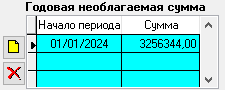 Годовая необлагаемая сумма
Начало периода Сумма
01/01/2024 3256344,00